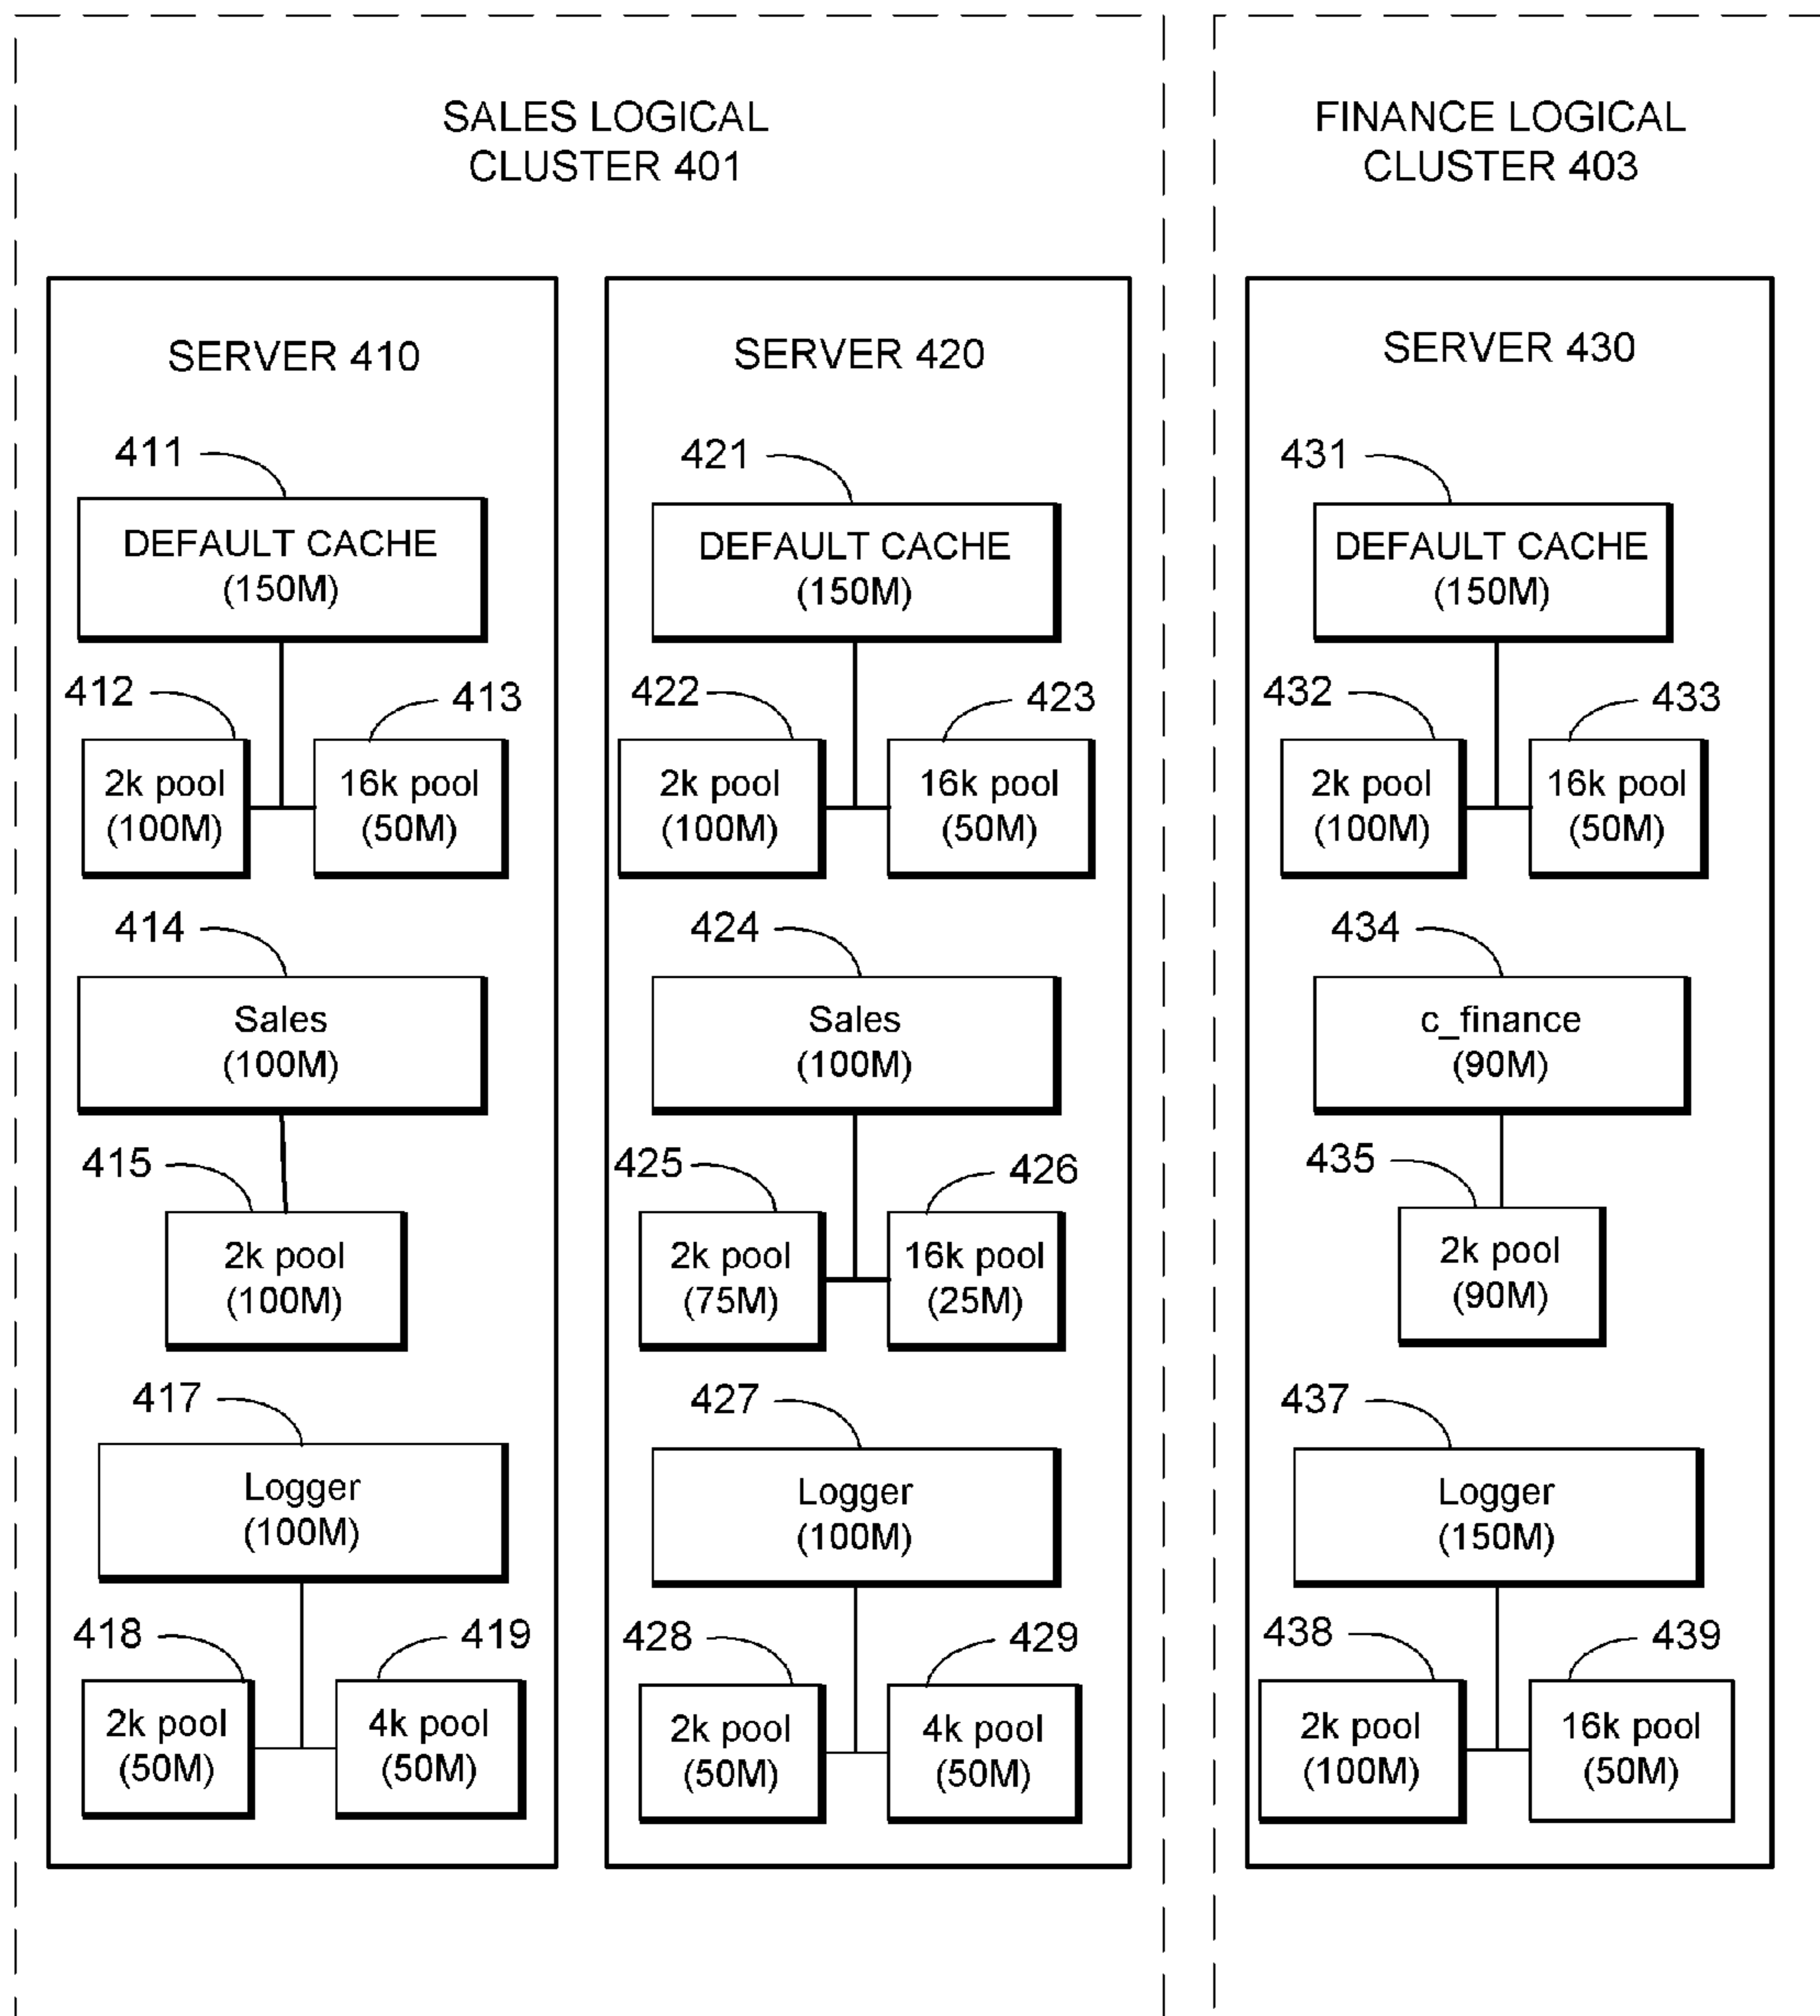 SALES LOGICAL
CLUSTER 401
SERVER 410
411
DEFAULT CACHE
(150M)
412
413
2k pool
(100M)
16k pool
(50M)
414
Sales
(100M)
415
2k pool
(100M)
417
Logger
(100M)
418
419
2k pool
(50M)
4k pool
(50M)
SERVER 420
421
DEFAULT CACHE
(150M)
422
423
2k pool
(100M)
16k pool
(50M)
424
Sales
(100M)
425
426
2k pool
(75M)
16k pool
(25M)
427
Logger
(100M)
428
429
2k pool
(50M)
4k pool
(50M)
FINANCE LOGICAL
CLUSTER 403
SERVER 430
431
DEFAULT CACHE
(150M)
432
433
2k pool
(100M)
16k pool
(50M)
434
c_finance
(90M)
435
2k pool
(90M)
437
Logger
(150M)
438
439
2k pool
(100M)
16k pool
(50M)